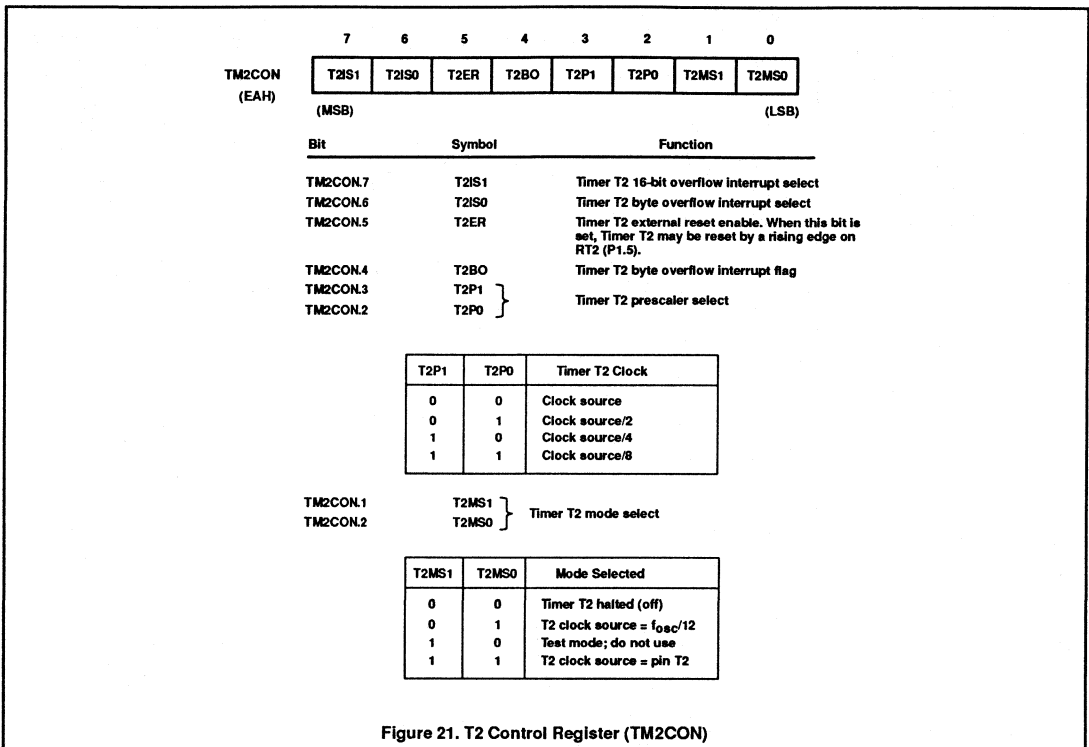 7 6 5 4 3 2 1 0
TM2CON T2IS1 T2IS0 T2ER T2BO T2P1 T2P0 T2MS1 T2MS0
(EAH)
(MSB) (LSB)
Bit Symbol Function
TM2CON.7 T2IS1 Timer T2 16-bit overflow interrupt select
TM2CON.6 T2IS0 Timer T2 byte overflow interrupt select
TM2CON.5 T2ER Timer T2 external reset enable. When this bit is
set, Timer T2 may be reset by a rising edge on
RT2 (P1.5).
TM2CON.4 T2BO Timer T2 byte overflow interrupt flag
TM2CON.3 T2P1
Timer T2 prescaler select
TM2CON.2 T2P0
T2P1 T2P0 Timer T2 Clock
0 0 Clock source
0 1 Clock source/2
1 0 Clock source/4
1 1 Clock source/8
TM2CON.1 T2MS1
Timer T2 mode select
TM2CON.2 T2MS0
T2MS1 T2MS0 Mode Selected
0 0 Timer T2 halted (off)
0 1 T2 clock source = fosc/12
1 0 Test mode; do not use
1 1 T2 clock source = pin T2
Figure 21. T2 Control Register (TM2CON)